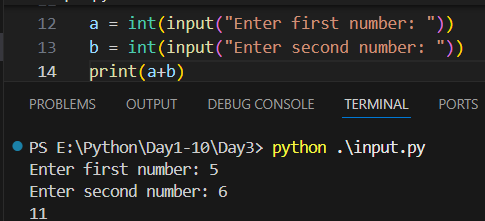 12 a = int(input("Enter first number: "))
13 b = int(input("Enter second number: "))
14 print(a+b)
PROBLEMS OUTPUT DEBUG CONSOLE TERMINAL PORTS
PS E:\Python\Day1-10\Day3> python .\input.py
Enter first number: 5
Enter second number: 6
11